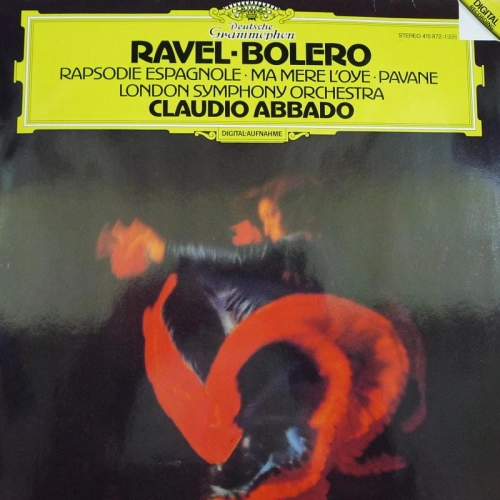 Deutsche
Grammophon
STEREO 415 972-1
RAVEL·BOLERO
RAPSODIE ESPAGNOLE · MA MERE L'OYE · PAVANE
LONDON SYMPHONY ORCHESTRA
CLAUDIO ABBADO
DIGITAL-AUFNAHME
DIGITAL